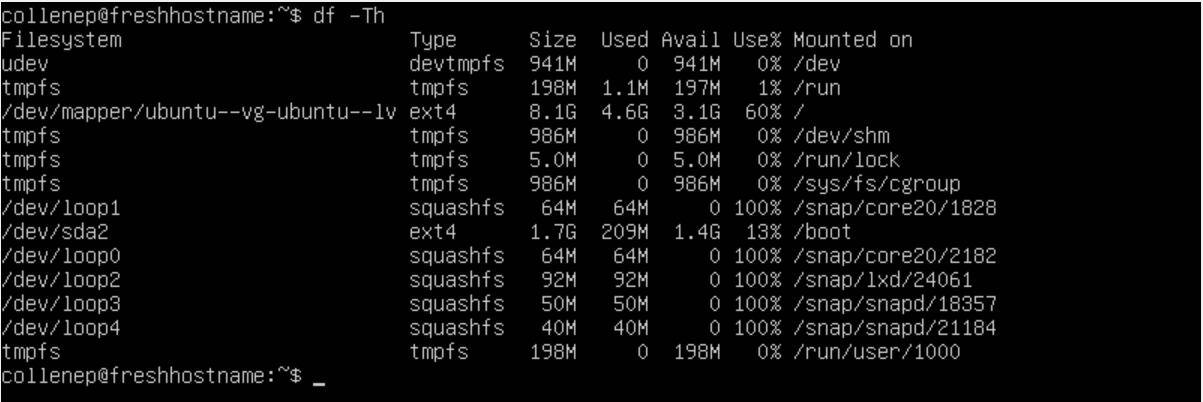 collenep@freshhostname:~$ df -Th
Filesystem                        Type      Size  Used Avail Use% Mounted on
udev                              devtmpfs  941M     0  941M   0% /dev
tmpfs                             tmpfs     198M  1.1M  197M   1% /run
/dev/mapper/ubuntu--vg-ubuntu--lv ext4      8.1G  4.6G  3.1G  60% /
tmpfs                             tmpfs     986M     0  986M   0% /dev/shm
tmpfs                             tmpfs     5.0M     0  5.0M   0% /run/lock
tmpfs                             tmpfs     986M     0  986M   0% /sys/fs/cgroup
/dev/loop1                        squashfs   64M   64M     0 100% /snap/core20/1828
/dev/sda2                         ext4      1.7G  209M  1.4G  13% /boot
/dev/loop0                        squashfs   64M   64M     0 100% /snap/core20/2182
/dev/loop2                        squashfs   92M   92M     0 100% /snap/lxd/24061
/dev/loop3                        squashfs   50M   50M     0 100% /snap/snapd/18357
/dev/loop4                        squashfs   40M   40M     0 100% /snap/snapd/21184
tmpfs                             tmpfs     198M     0  198M   0% /run/user/1000
collenep@freshhostname:~$ _